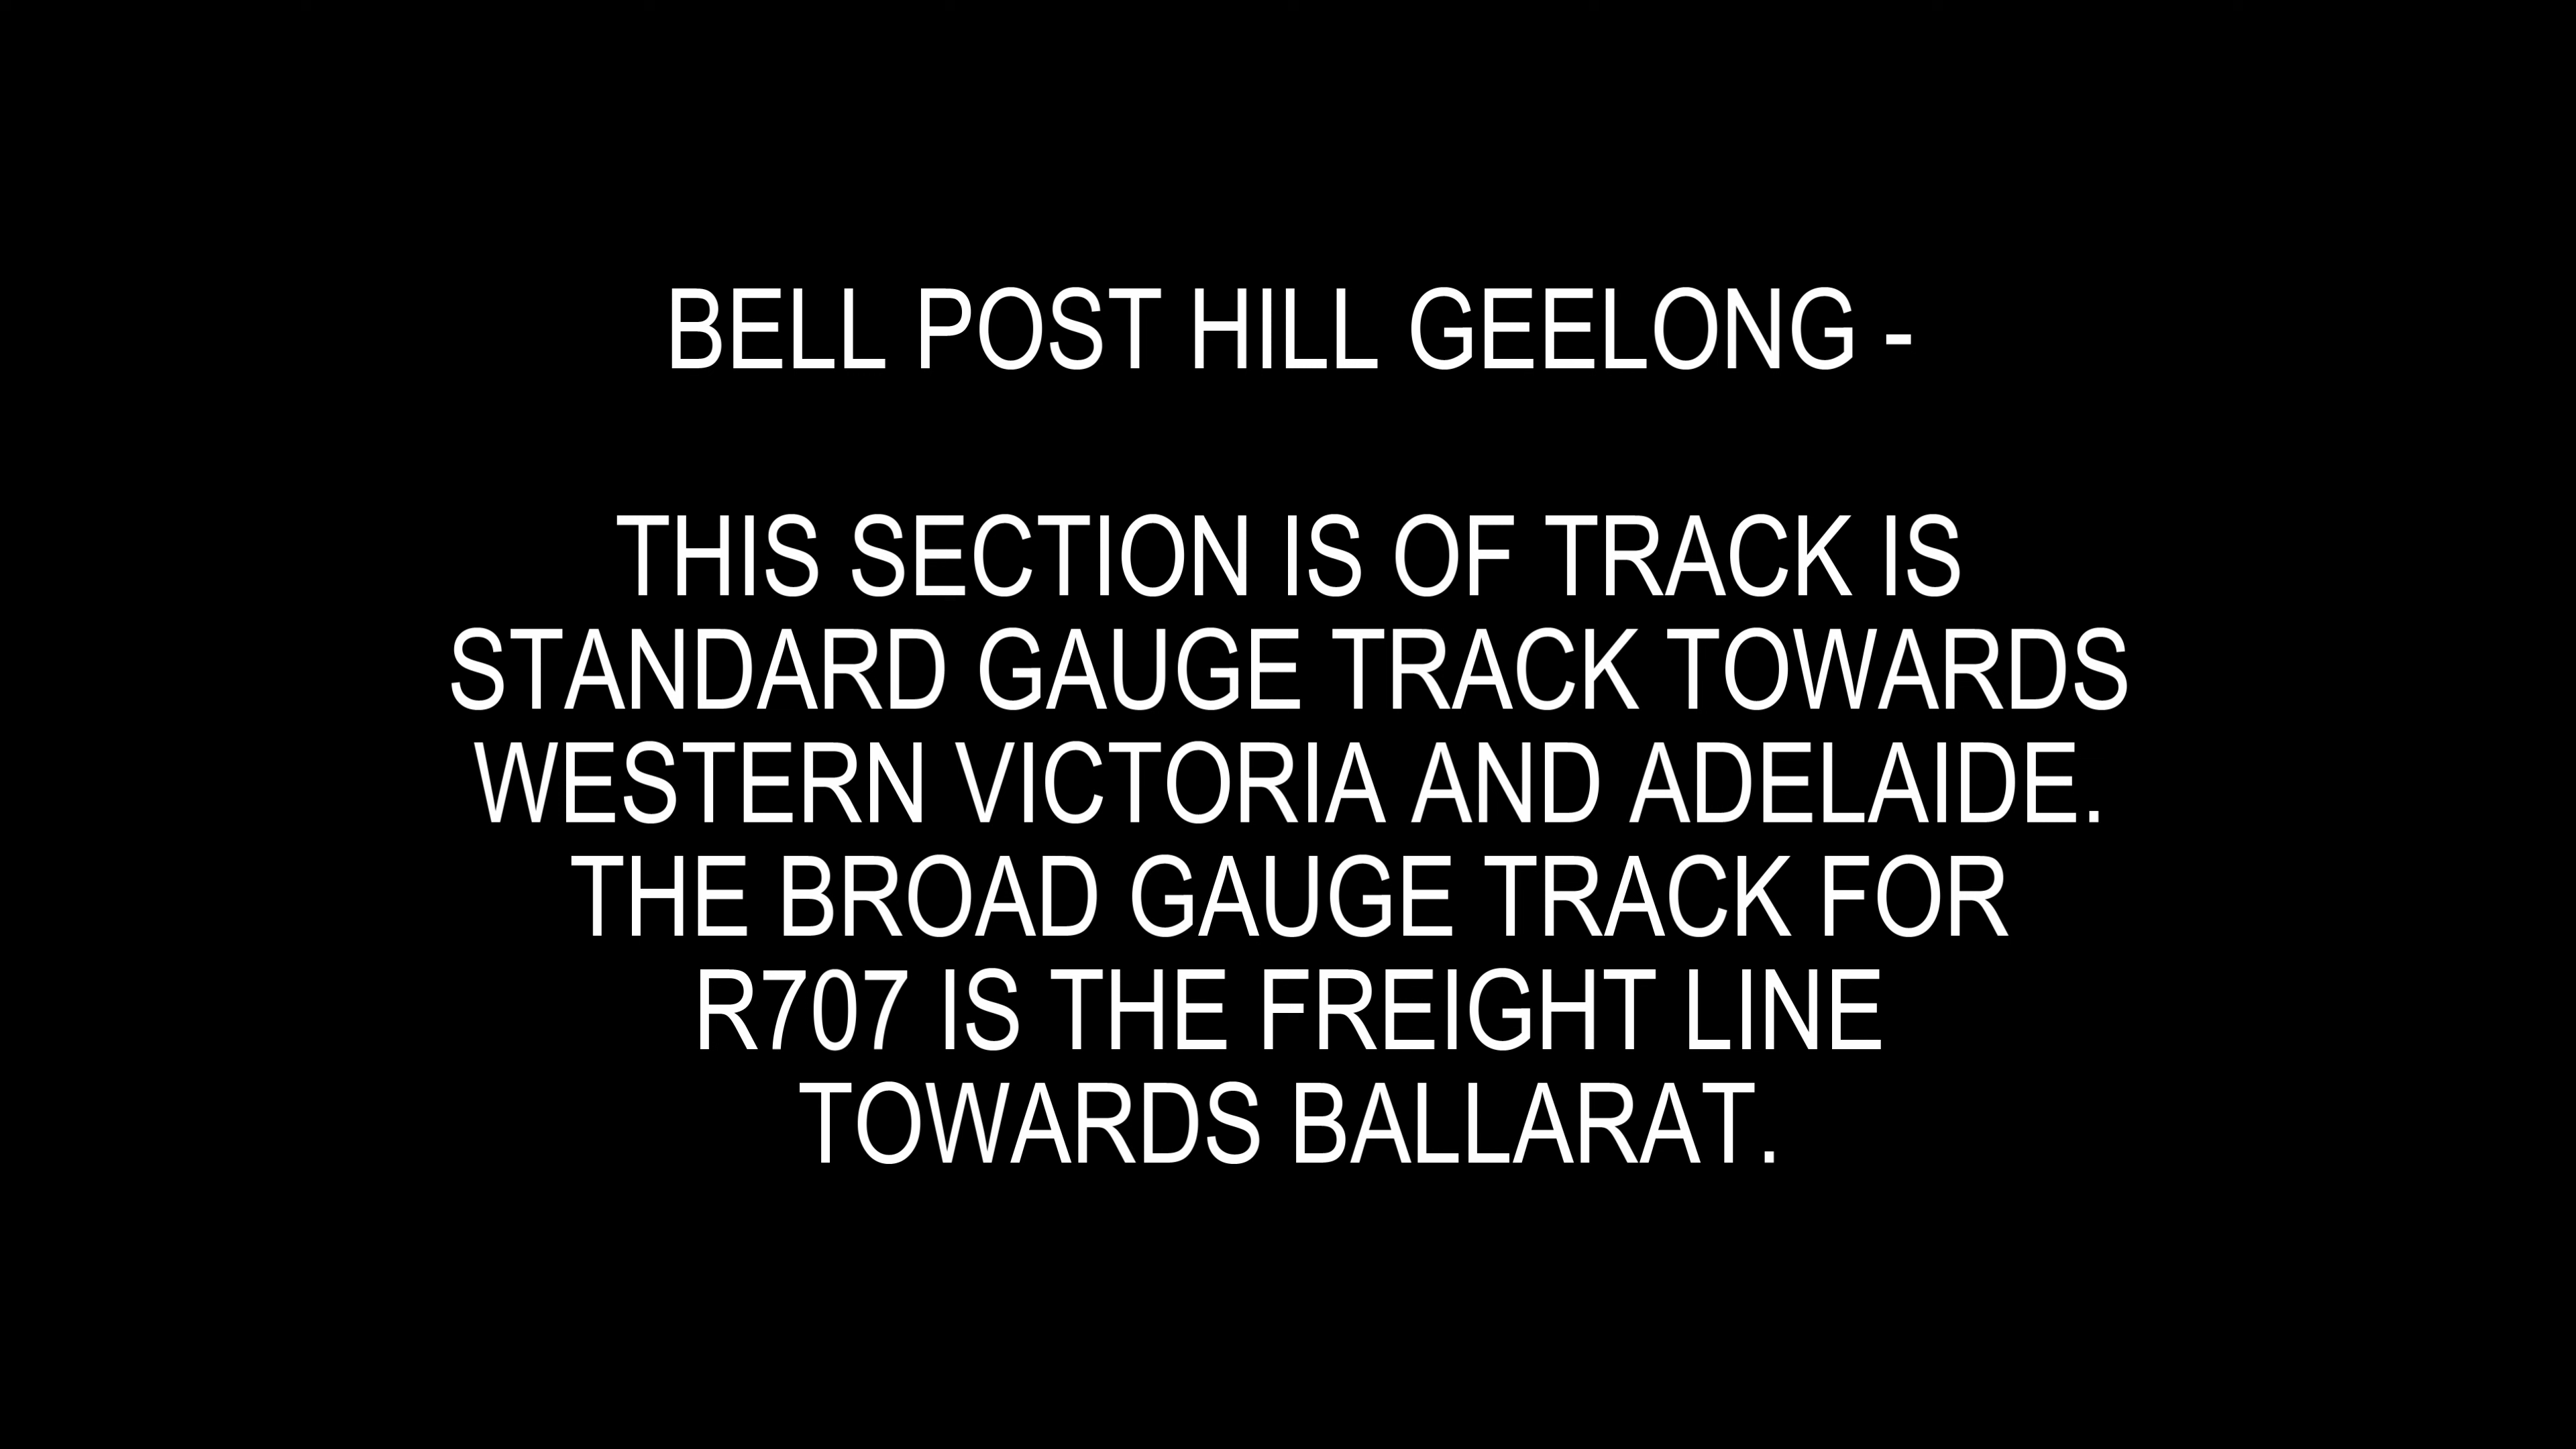 BELL POST HILL GEELONG -
THIS SECTION IS OF TRACK IS
STANDARD GAUGE TRACK TOWARDS
WESTERN VICTORIA AND ADELAIDE.
THE BROAD GAUGE TRACK FOR
R707 IS THE FREIGHT LINE
TOWARDS BALLARAT.